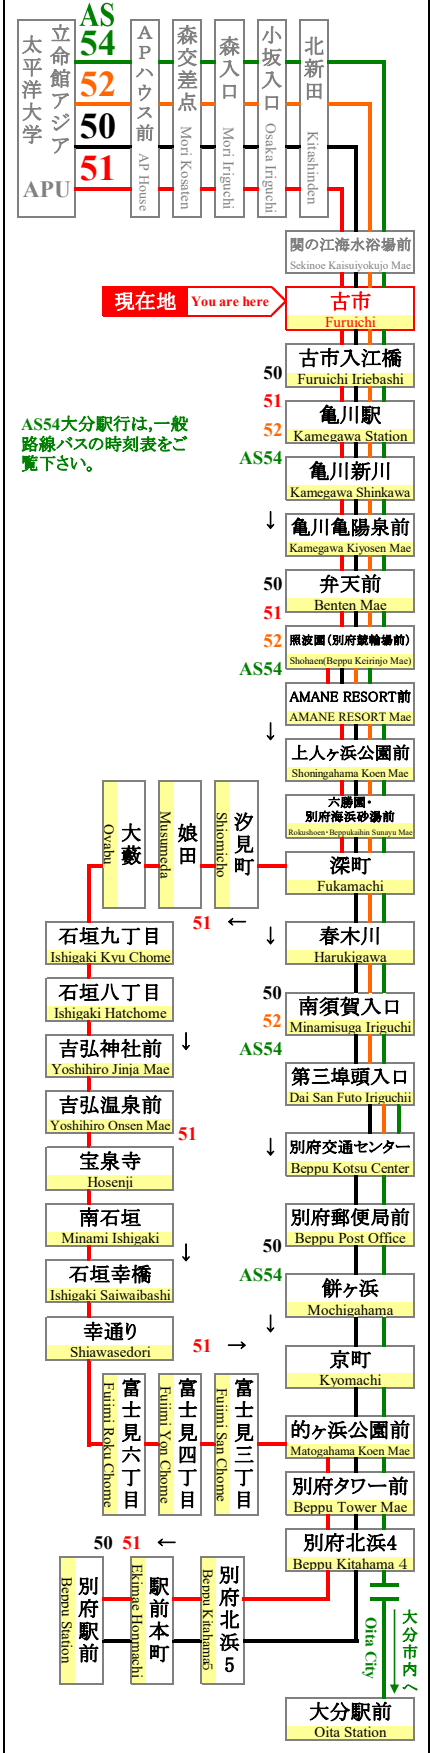 AS
54
52
50
51
立命館アジア
太平洋大学
APU
APハウス前
AP House
森交差点
Mori Kosaten
森入口
Mori Iriguchi
小坂入口
Osaka Iriguchi
北新田
Kitashinden
関の江海水浴場前
Sekinoe Kaisuiyokujo Mae
現在地 You are here
古市
Furuichi
古市入江橋
Furuichi Iriebashi
50
51
52
AS54
亀川駅
Kamegawa Station
AS54大分駅行は,一般
路線バスの時刻表をご
覧下さい。
亀川新川
Kamegawa Shinkawa
↓
亀川亀陽泉前
Kamegawa Kiyosen Mae
弁天前
Benten Mae
50
51
52
AS54
照波園(別府競輪場前)
Shohaen(Beppu Keirinjo Mae)
AMANE RESORT前
AMANE RESORT Mae
↓
上人ヶ浜公園前
Shoningahama Koen Mae
六勝園・
別府海浜砂湯前
Rokushoen・Beppukaihin Sunayu Mae
深町
Fukamachi
汐見町
Shiomicho
娘田
Musumeda
大藪
Oyabu
51 ←
石垣九丁目
Ishigaki Kyu Chome
石垣八丁目
Ishigaki Hatchome
吉弘神社前
Yoshihiro Jinja Mae
↓
吉弘温泉前
Yoshihiro Onsen Mae
51
宝泉寺
Hosenji
南石垣
Minami Ishigaki
↓
石垣幸橋
Ishigaki Saiwaibashi
幸通り
Shiawasedori
51 →
富士見六丁目
Fujimi Roku Chome
富士見四丁目
Fujimi Yon Chome
富士見三丁目
Fujimi San Chome
↓
春木川
Harukigawa
50
52
AS54
南須賀入口
Minamisuga Iriguchi
第三埠頭入口
Dai San Futo Iriguchii
↓
別府交通センター
Beppu Kotsu Center
別府郵便局前
Beppu Post Office
50
AS54
餅ヶ浜
Mochigahama
↓
京町
Kyomachi
的ヶ浜公園前
Matogahama Koen Mae
別府タワー前
Beppu Tower Mae
別府北浜4
Beppu Kitahama 4
50 51 ←
別府北浜5
Beppu Kitahama5
駅前本町
Ekimae Honmachi
別府駅前
Beppu Station
大分市内へ
Oita City
↓
大分駅前
Oita Station